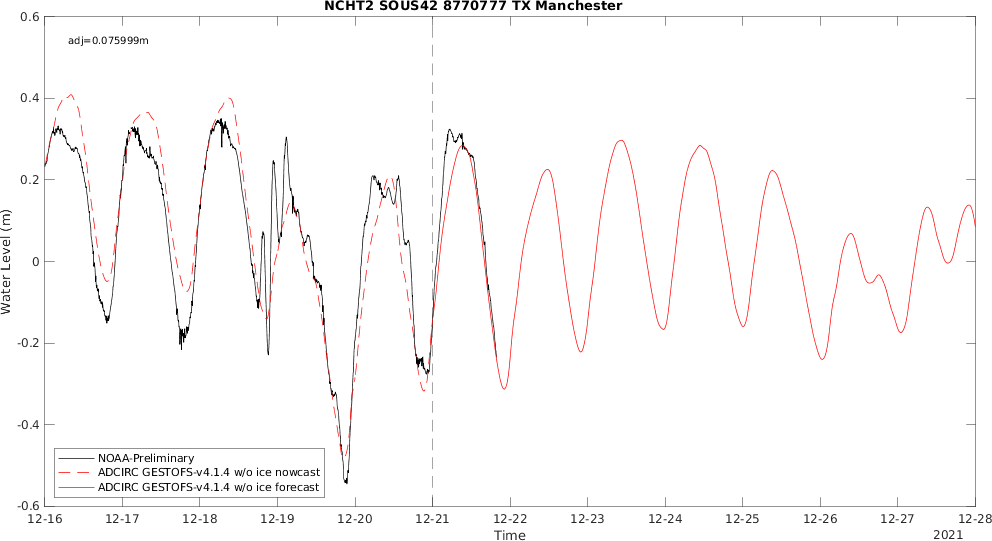 NCHT2 SOUS42 8770777 TX Manchester
adj=0.075999m
Water Level (m)
0.6
0.4
0.2
0
-0.2
-0.4
-0.6
NOAA-Preliminary
ADCIRC GESTOFS-v4.1.4 w/o ice nowcast
ADCIRC GESTOFS-v4.1.4 w/o ice forecast
12-16 12-17 12-18 12-19 12-20 12-21 12-22 12-23 12-24 12-25 12-26 12-27 12-28
Time
2021